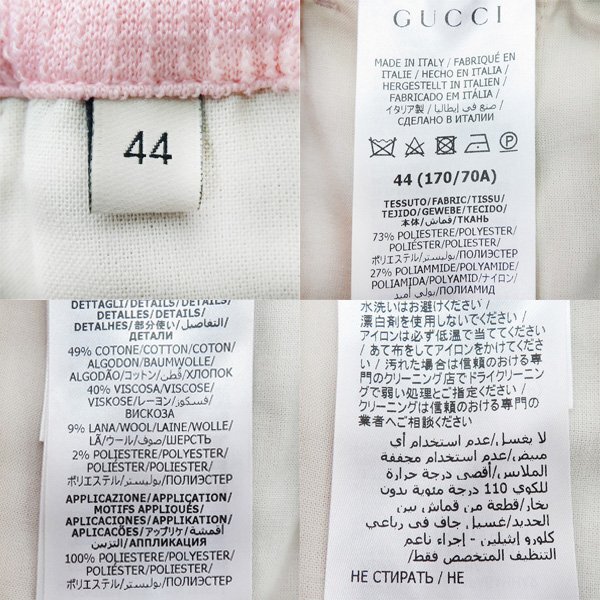 44
GUCCI
MADE IN ITALY / FABRIQUÉ EN
ITALIE / HECHO EN ITALIA /
HERGESTELLT IN ITALIEN /
FABRICADO EM ITÁLIA /
イタリア製 / صنع في إيطاليا /
СДЕЛАНО В ИТАЛИИ
44 (170/70A)
TESSUTO/FABRIC/TISSU/
TEJIDO/GEWEBE/TECIDO/
本体/قماش/ТКАНЬ
73% POLIESTERE/POLYESTER/
POLIÉSTER/POLYESTER/
POLIÉSTER/
ポリエステル/بوليستر/ПОЛИЭСТЕР
27% POLIAMMIDE/POLYAMIDE/
POLIAMIDA/POLYAMID/ナイロン/
POLIAMIDA/بولي أميد
DETTAGLI/DETAILS/DETAILS/
DETALLES/DETAILS/
DETALHES/部分使い/التفاصيل/
ДЕТАЛИ
49% COTONE/COTTON/COTON/
ALGODÓN/BAUMWOLLE/
ALGODÃO/コットン/قطن/ХЛОПОК
40% VISCOSA/VISCOSE/
VISKOSE/レーヨン/فسكوز/
ВИСКОЗА
9% LANA/WOOL/LAINE/WOLLE/
LÃ/ウール/صوف/ШЕРСТЬ
2% POLIESTERE/POLYESTER/
POLIÉSTER/POLIÉSTER/
ポリエステル/بوليستر/ПОЛИЭСТЕР
APPLICAZIONE/APPLICATION/
MOTIFS APPLIQUÉS/
APLICACIONES/APPLIKATION/
APLICAÇÕES/アップリケ/التزيين/
АППЛИКАЦИЯ
100% POLIESTERE/POLYESTER/
POLIÉSTER/POLIÉSTER/
ポリエステル/بوليستر/ПОЛИЭСТЕР
水洗いはお避けください /
漂白剤を使用しないでください /
アイロンは必ず低温で当ててください
/ あて布をしてアイロンをかけてください
/ 汚れた場合は信頼のおける専
門のクリーニング店でドライクリーニン
グで弱い処理とご指定ください /
クリーニングは信頼のおける専門の
業者へご相談ください
لا يغسل/عدم استخدام أي
مبيض/عدم استخدام مجففة
الملابس/أقصى درجة حرارة
للكوي 110 درجة مئوية بدون
بخار/قطعة من قماش بين
الحديد/غسيل جاف في رباعي
كلورو إيثيلين - إجراء ناعم
التنظيف المتخصص فقط/
НЕ СТИРАТЬ / НЕ